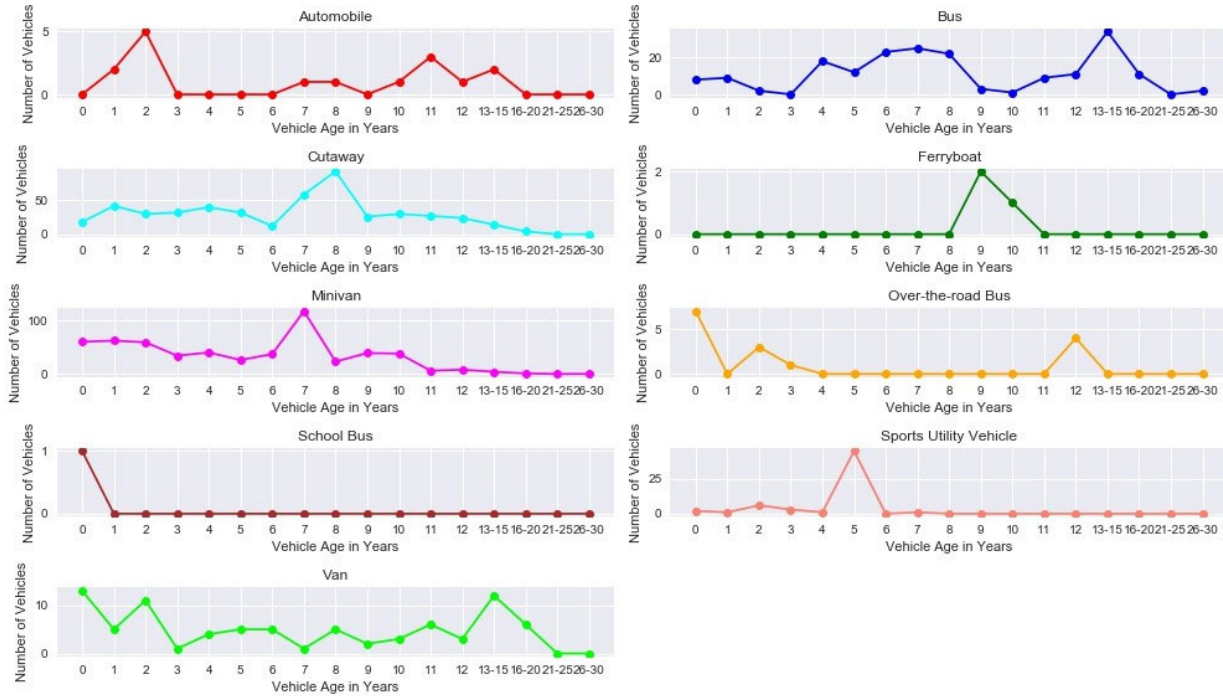 Automobile
Number of Vehicles
5
0
0 1 2 3 4 5 6 7 8 9 10 11 12 13-15 16-20 21-25 26-30
Vehicle Age in Years
Bus
Number of Vehicles
20
0
0 1 2 3 4 5 6 7 8 9 10 11 12 13-15 16-20 21-25 26-30
Vehicle Age in Years
Cutaway
Number of Vehicles
50
0
0 1 2 3 4 5 6 7 8 9 10 11 12 13-15 16-20 21-25 26-30
Vehicle Age in Years
Ferryboat
Number of Vehicles
2
0
0 1 2 3 4 5 6 7 8 9 10 11 12 13-15 16-20 21-25 26-30
Vehicle Age in Years
Minivan
Number of Vehicles
100
0
0 1 2 3 4 5 6 7 8 9 10 11 12 13-15 16-20 21-25 26-30
Vehicle Age in Years
Over-the-road Bus
Number of Vehicles
5
0
0 1 2 3 4 5 6 7 8 9 10 11 12 13-15 16-20 21-25 26-30
Vehicle Age in Years
School Bus
Number of Vehicles
1
0
0 1 2 3 4 5 6 7 8 9 10 11 12 13-15 16-20 21-25 26-30
Vehicle Age in Years
Sports Utility Vehicle
Number of Vehicles
25
0
0 1 2 3 4 5 6 7 8 9 10 11 12 13-15 16-20 21-25 26-30
Vehicle Age in Years
Van
Number of Vehicles
10
0
0 1 2 3 4 5 6 7 8 9 10 11 12 13-15 16-20 21-25 26-30
Vehicle Age in Years